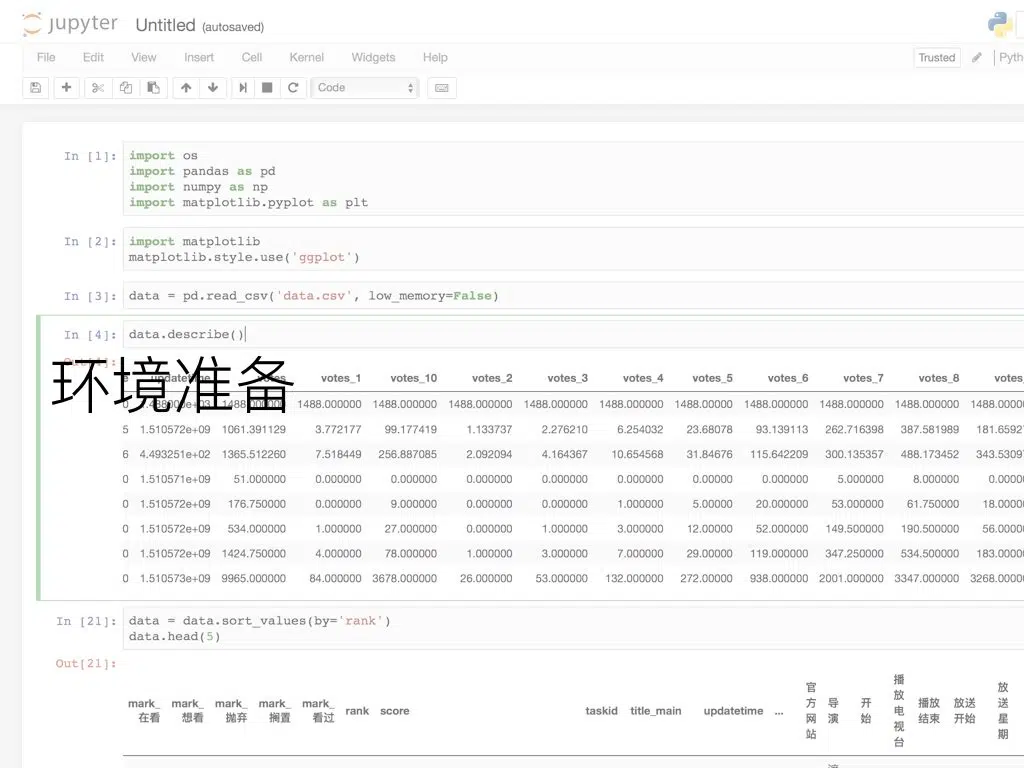 jupyter Untitled (autosaved)
File Edit View Insert Cell Kernel Widgets Help Trusted
Code
In [1]: import os
import pandas as pd
import numpy as np
import matplotlib.pyplot as plt
In [2]: import matplotlib
matplotlib.style.use('ggplot')
In [3]: data = pd.read_csv('data.csv', low_memory=False)
In [4]: data.describe()
环境准备
votes_1 votes_10 votes_2 votes_3 votes_4 votes_5 votes_6 votes_7 votes_8
1488.000000 1488.000000 1488.000000 1488.000000 1488.000000 1488.000000 1488.000000 1488.000000 1488.000000
5 1.510572e+09 1061.391129 3.772177 99.177419 1.133737 2.276210 6.254032 23.68078 93.139113 262.716398 387.581989 181.65927
6 4.493251e+02 1365.512260 7.518449 256.887085 2.092094 4.164367 10.654568 31.84676 115.642209 300.135357 488.173452 343.53097
0 1.510571e+09 51.000000 0.000000 0.000000 0.000000 0.000000 0.000000 0.00000 0.000000 5.000000 8.000000 0.00000
0 1.510572e+09 176.750000 0.000000 9.000000 0.000000 0.000000 1.000000 5.00000 20.000000 53.000000 61.750000 18.00000
0 1.510572e+09 534.000000 1.000000 27.000000 0.000000 1.000000 3.000000 12.00000 52.000000 149.500000 190.500000 56.00000
0 1.510572e+09 1424.750000 4.000000 78.000000 1.000000 3.000000 7.000000 29.00000 119.000000 347.250000 534.500000 183.00000
0 1.510573e+09 9965.000000 84.000000 3678.000000 26.000000 53.000000 132.000000 272.00000 938.000000 2001.000000 3347.000000 3268.00000
In [21]: data = data.sort_values(by='rank')
data.head(5)
Out[21]:
mark_在看 mark_想看 mark_抛弃 mark_搁置 mark_看过 rank score taskid title_main updatetime ... 官方网站 导演 开始 播放电视台 播放结束 放送开始 放送星期